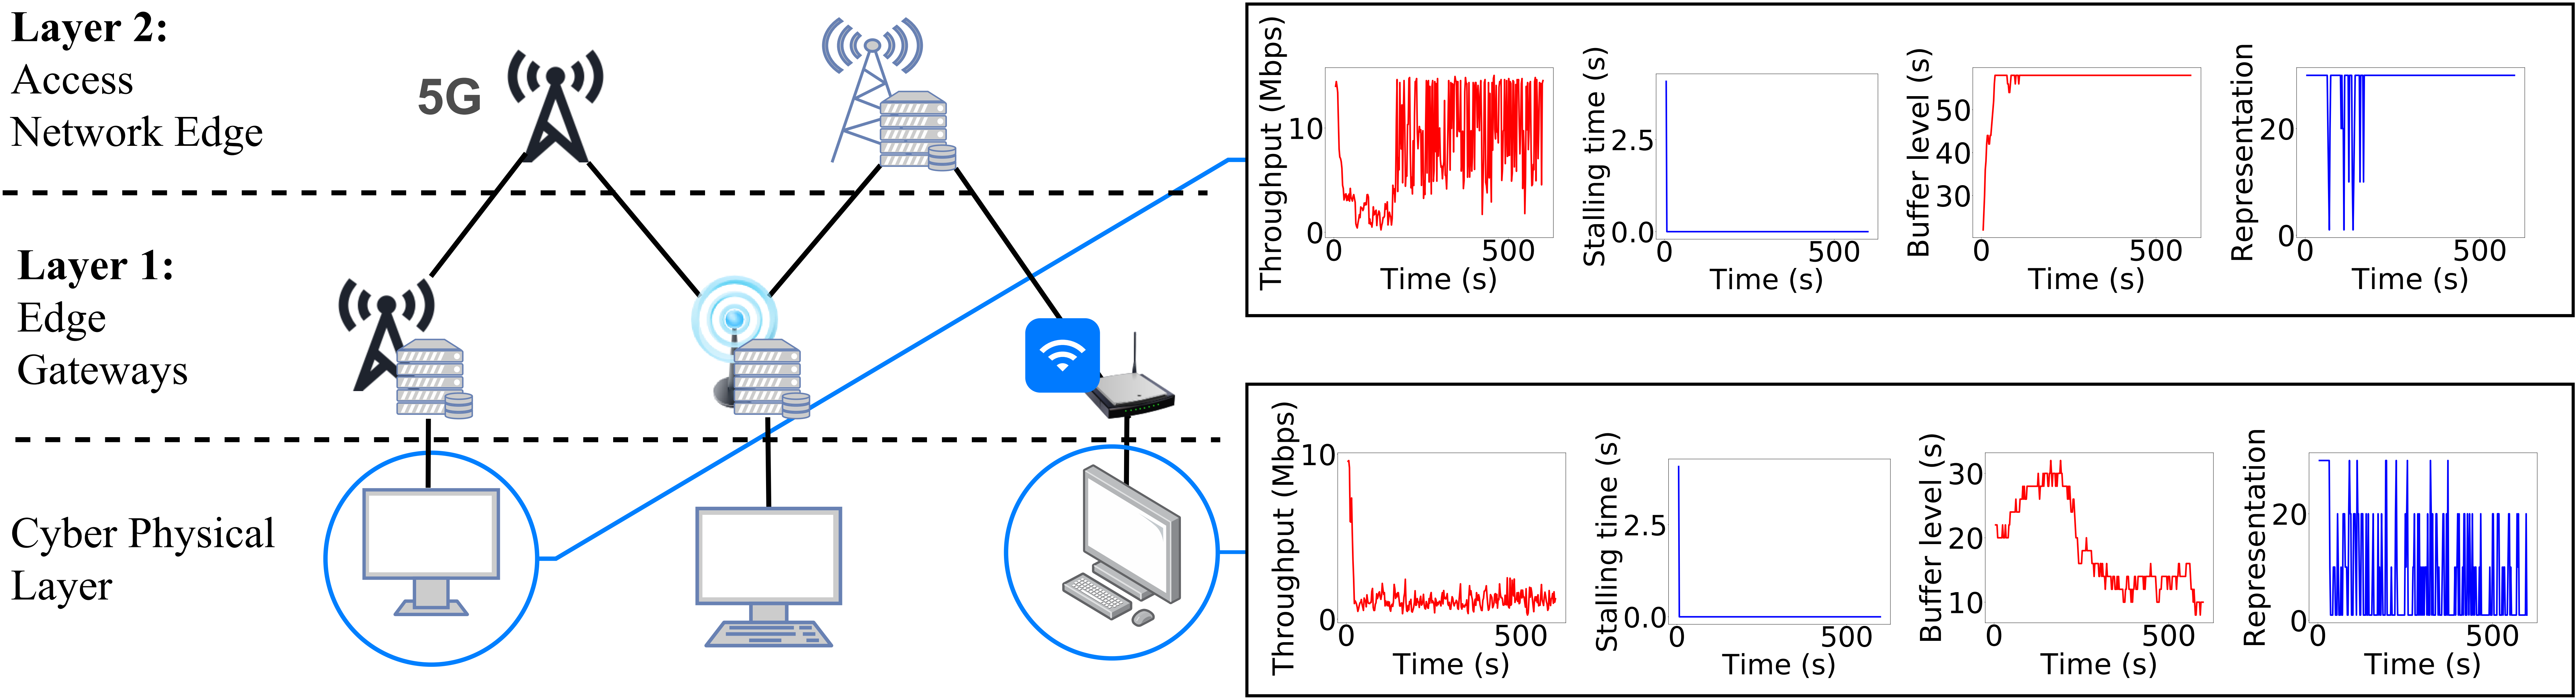 Layer 2:
Access
Network Edge
5G
Layer 1:
Edge
Gateways
Cyber Physical
Layer
Throughput (Mbps)
10
0
0
500
Time (s)
Stalling time (s)
2.5
0.0
0
500
Time (s)
Buffer level (s)
50
40
30
0
500
Time (s)
Representation
20
0
0
500
Time (s)
Throughput (Mbps)
10
0
0
500
Time (s)
Stalling time (s)
2.5
0.0
0
500
Time (s)
Buffer level (s)
30
20
10
0
500
Time (s)
Representation
20
0
0
500
Time (s)